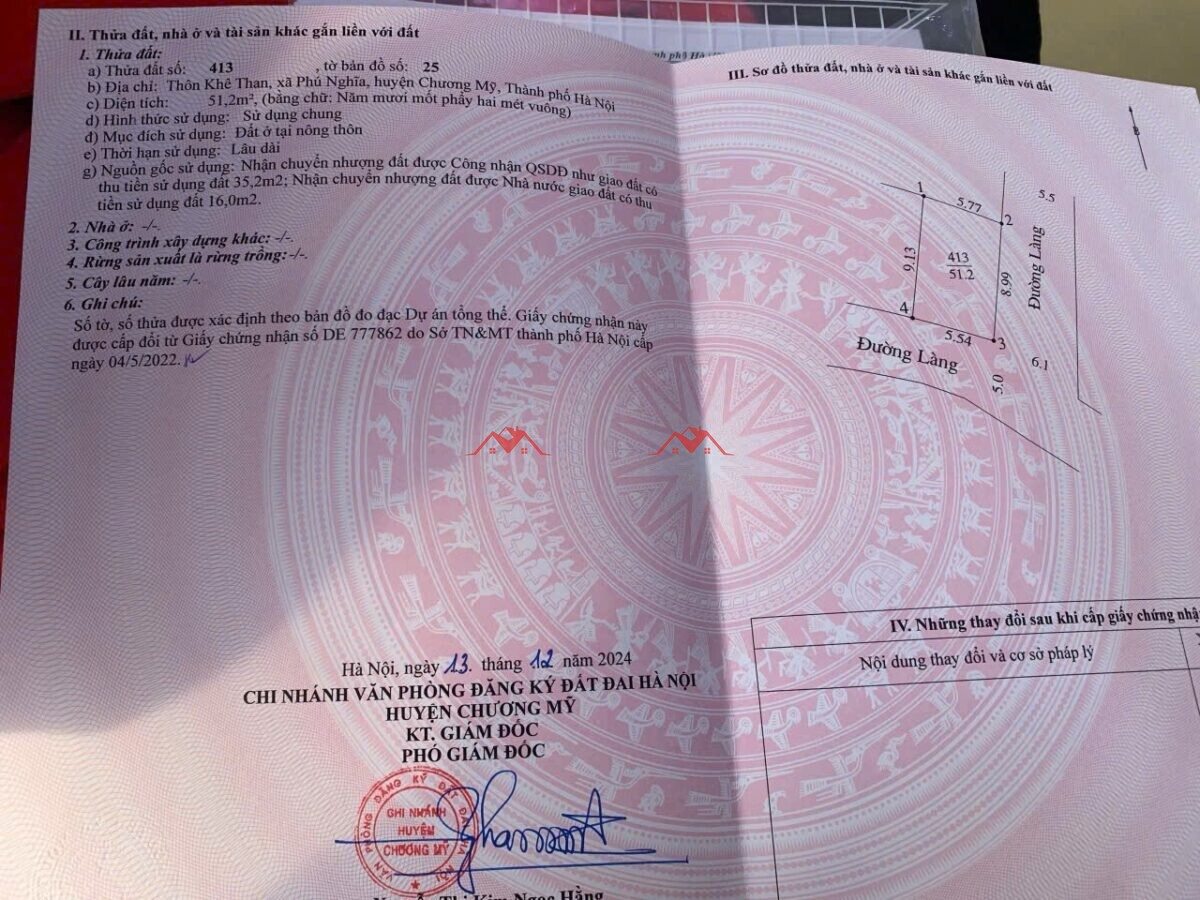 II. Thửa đất, nhà ở và tài sản khác gắn liền với đất
1. Thửa đất:
a) Thửa đất số: 413 , tờ bản đồ số: 25
b) Địa chỉ: Thôn Khê Than, xã Phú Nghĩa, huyện Chương Mỹ, Thành phố Hà Nội
c) Diện tích: 51,2m², (bằng chữ: Năm mươi mốt phẩy hai mét vuông)
d) Hình thức sử dụng: Sử dụng chung
đ) Mục đích sử dụng: Đất ở tại nông thôn
e) Thời hạn sử dụng: Lâu dài
g) Nguồn gốc sử dụng: Nhận chuyển nhượng đất được Công nhận QSDĐ như giao đất có
thu tiền sử dụng đất 35,2m2; Nhận chuyển nhượng đất được Nhà nước giao đất có thu
tiền sử dụng đất 16,0m2.
2. Nhà ở: -/-.
3. Công trình xây dựng khác: -/-.
4. Rừng sản xuất là rừng trồng: -/-.
5. Cây lâu năm: -/-.
6. Ghi chú:
Số tờ, số thửa được xác định theo bản đồ đo đạc Dự án tổng thể. Giấy chứng nhận này
được cấp đổi từ Giấy chứng nhận số DE 777862 do Sở TN&MT thành phố Hà Nội cấp
ngày 04/5/2022.
Hà Nội, ngày 13. tháng 12 năm 2024
CHI NHÁNH VĂN PHÒNG ĐĂNG KÝ ĐẤT ĐAI HÀ NỘI
HUYỆN CHƯƠNG MỸ
KT. GIÁM ĐỐC
PHÓ GIÁM ĐỐC
VĂN PHÒNG ĐĂNG KÝ ĐẤT ĐAI HÀ NỘI
CHI NHÁNH
HUYỆN
CHƯƠNG MỸ
Thị Kim Ngọc Hằng
III. Sơ đồ thửa đất, nhà ở và tài sản khác gắn liền với đất
B
1
5.77
2
5.5
9.13
413
51.2
8.99
Đường Làng
4
5.54
3
6.1
Đường Làng
5.0
IV. Những thay đổi sau khi cấp giấy chứng nhậ
Nội dung thay đổi và cơ sở pháp lý